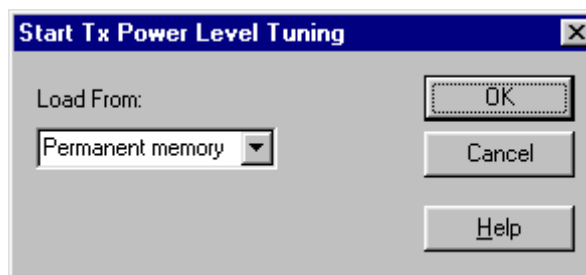 Start Tx Power Level Tuning
Load From:
Permanent memory
OK
Cancel
Help